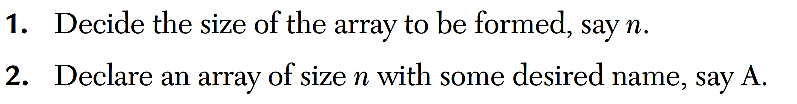 1. Decide the size of the array to be formed, say n.
2. Declare an array of size n with some desired name, say A.